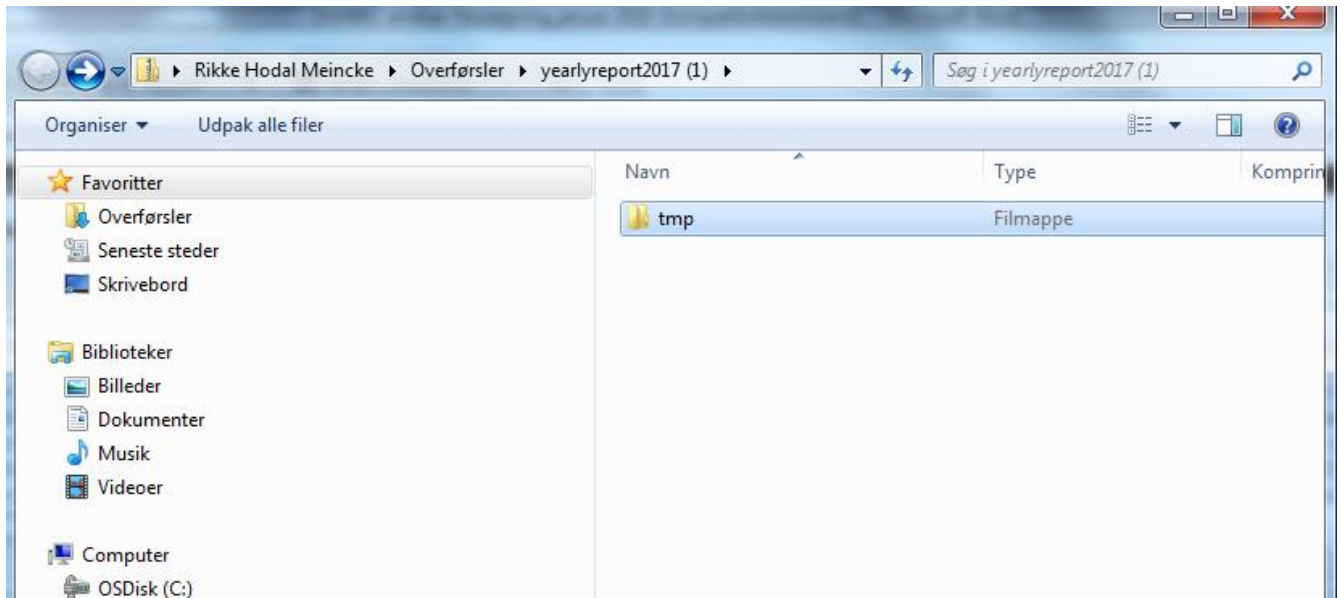 Rikke Hodal Meincke Overførsler yearlyreport2017 (1) Søg i yearlyreport2017 (1)
Organiser Udpak alle filer
Favoritter
Overførsler
Seneste steder
Skrivebord
Biblioteker
Billeder
Dokumenter
Musik
Videoer
Computer
OSDisk (C:)
Navn Type Komprin
tmp Filmappe